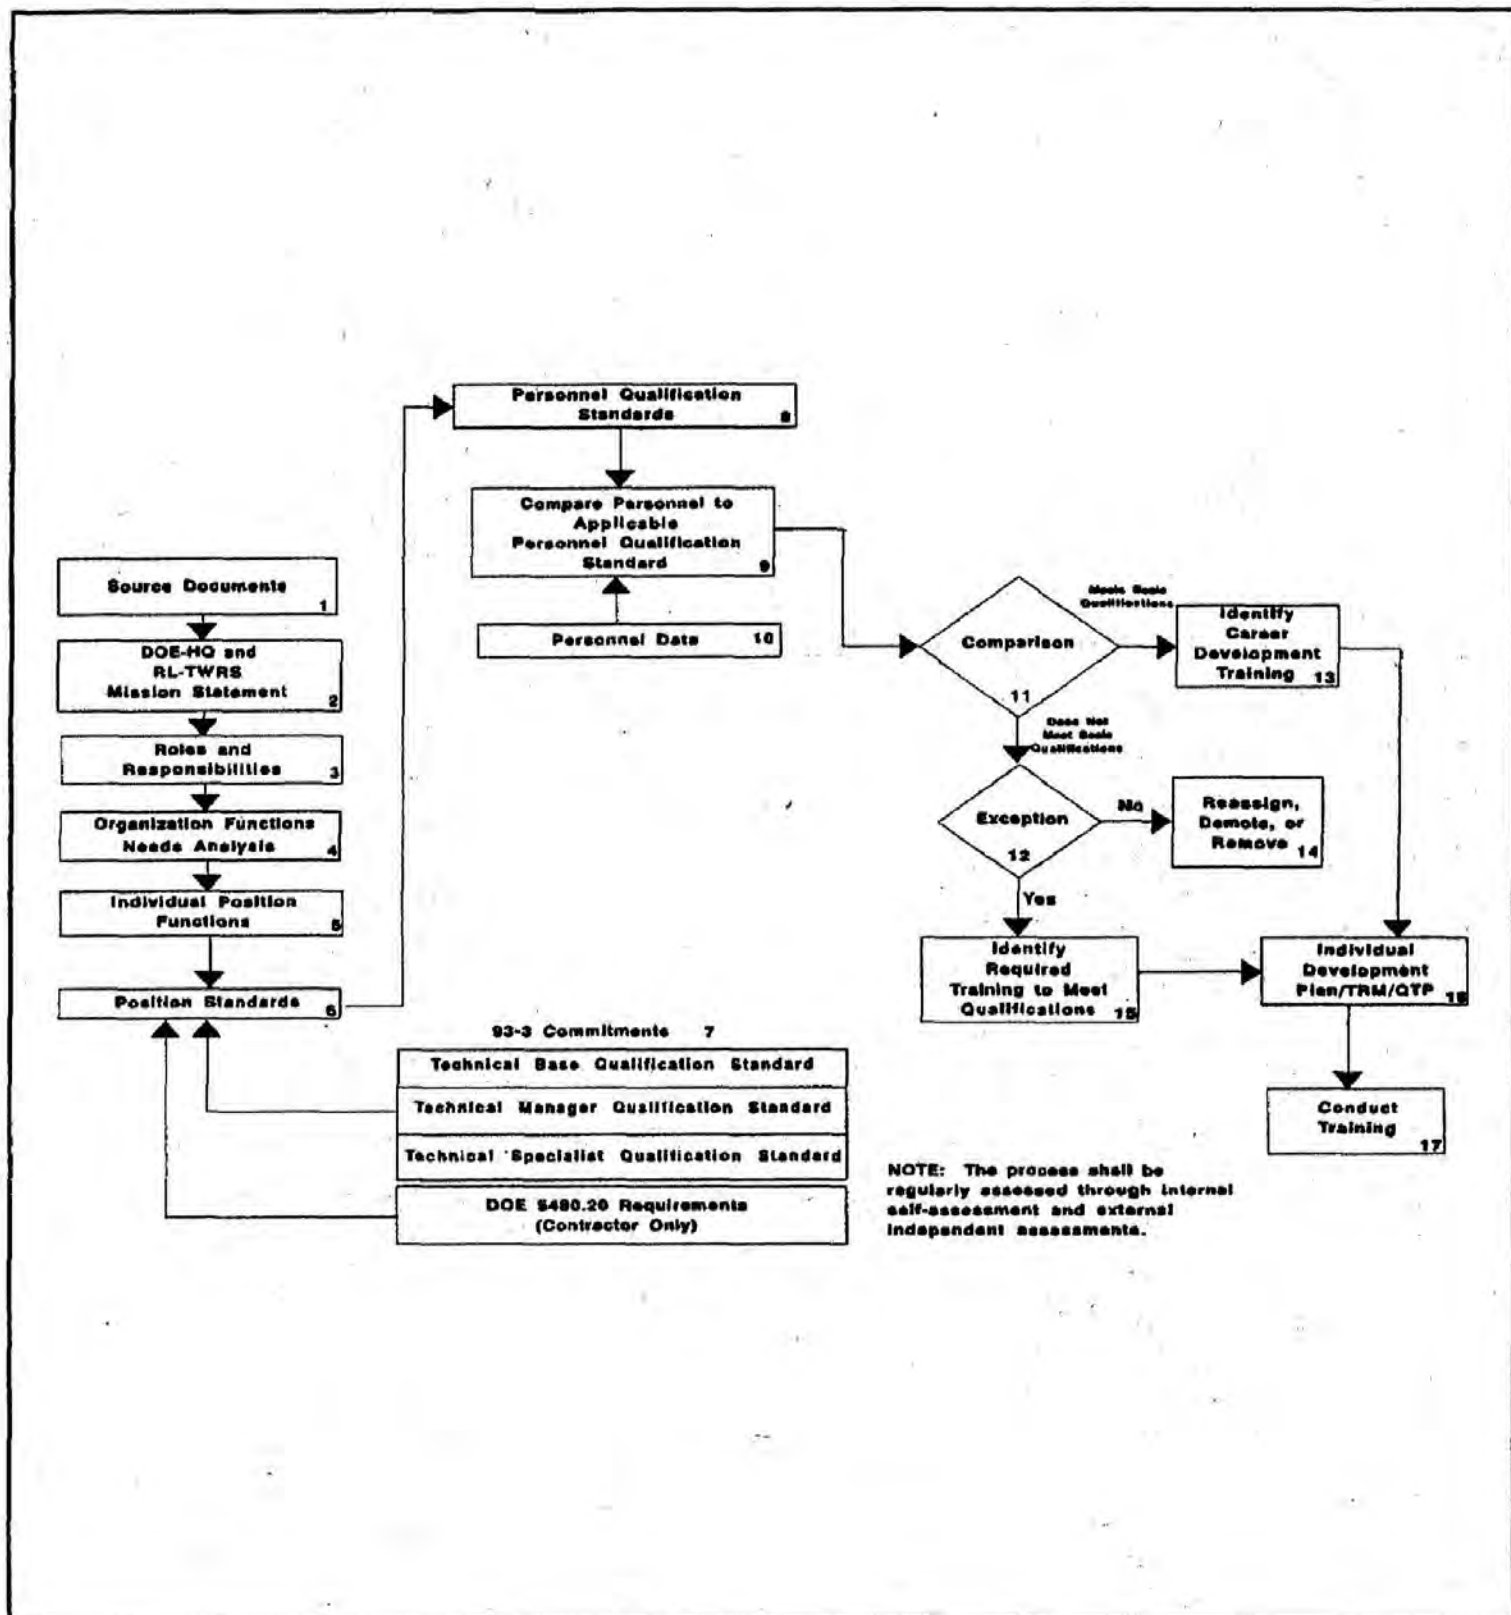 Personnel Qualification
Standards
8
Compare Personnel to
Applicable
Personnel Qualification
Standard
9
Personnel Data 10
Source Documents
1
DOE-HQ and
RL-TWRS
Mission Statement
2
Roles and
Responsibilities
3
Organization Functions
Needs Analysis
4
Individual Position
Functions
5
Position Standards
6
93-3 Commitments 7
Technical Base Qualification Standard
Technical Manager Qualification Standard
Technical Specialist Qualification Standard
DOE 5480.20 Requirements
(Contractor Only)
Comparison
11
Meets Basic
Qualifications
Identify
Career
Development
Training 13
Does Not
Meet Basic
Qualifications
Exception
12
No
Reassign,
Demote, or
Remove 14
Yes
Identify
Required
Training to Meet
Qualifications 15
Individual
Development
Plan/TRM/QTP 16
Conduct
Training
17
NOTE: The process shall be
regularly assessed through internal
self-assessment and external
independent assessments.